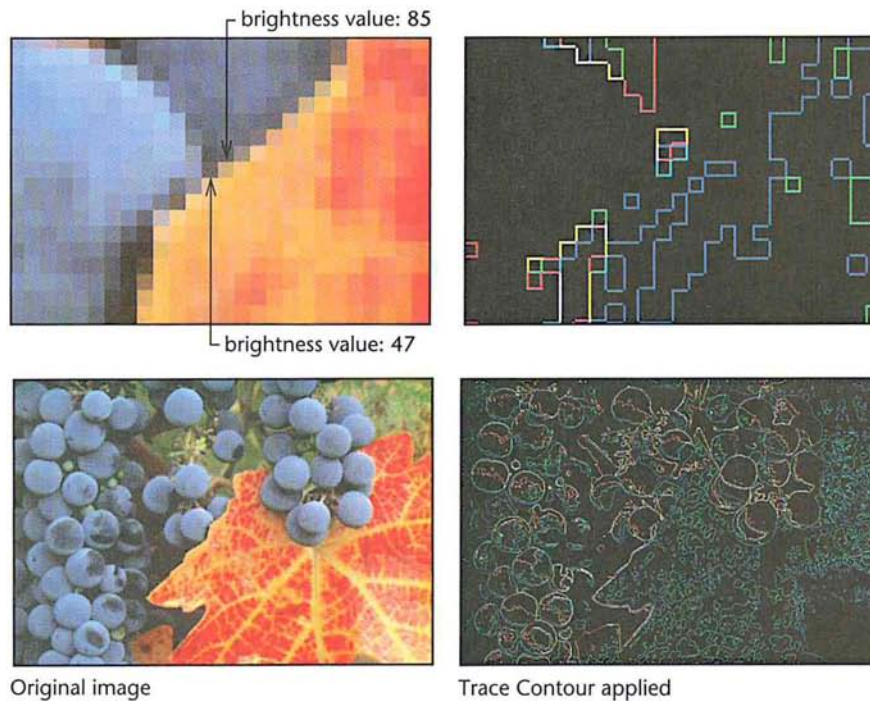 brightness value: 85
brightness value: 47
Original image
Trace Contour applied